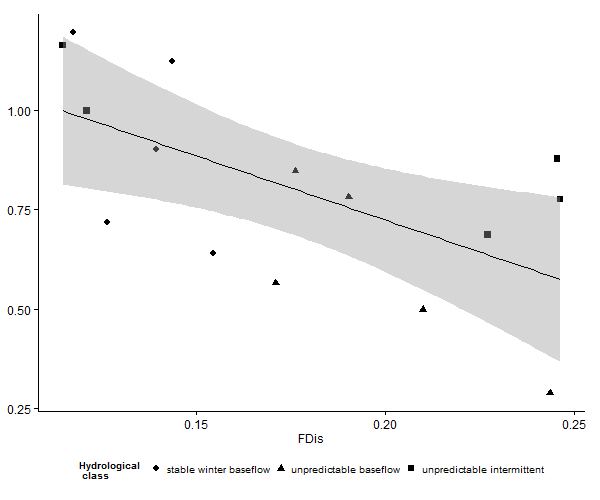 1.00
0.75
0.50
0.25
0.15 0.20 0.25
FDis
Hydrological
class
stable winter baseflow unpredictable baseflow unpredictable intermittent